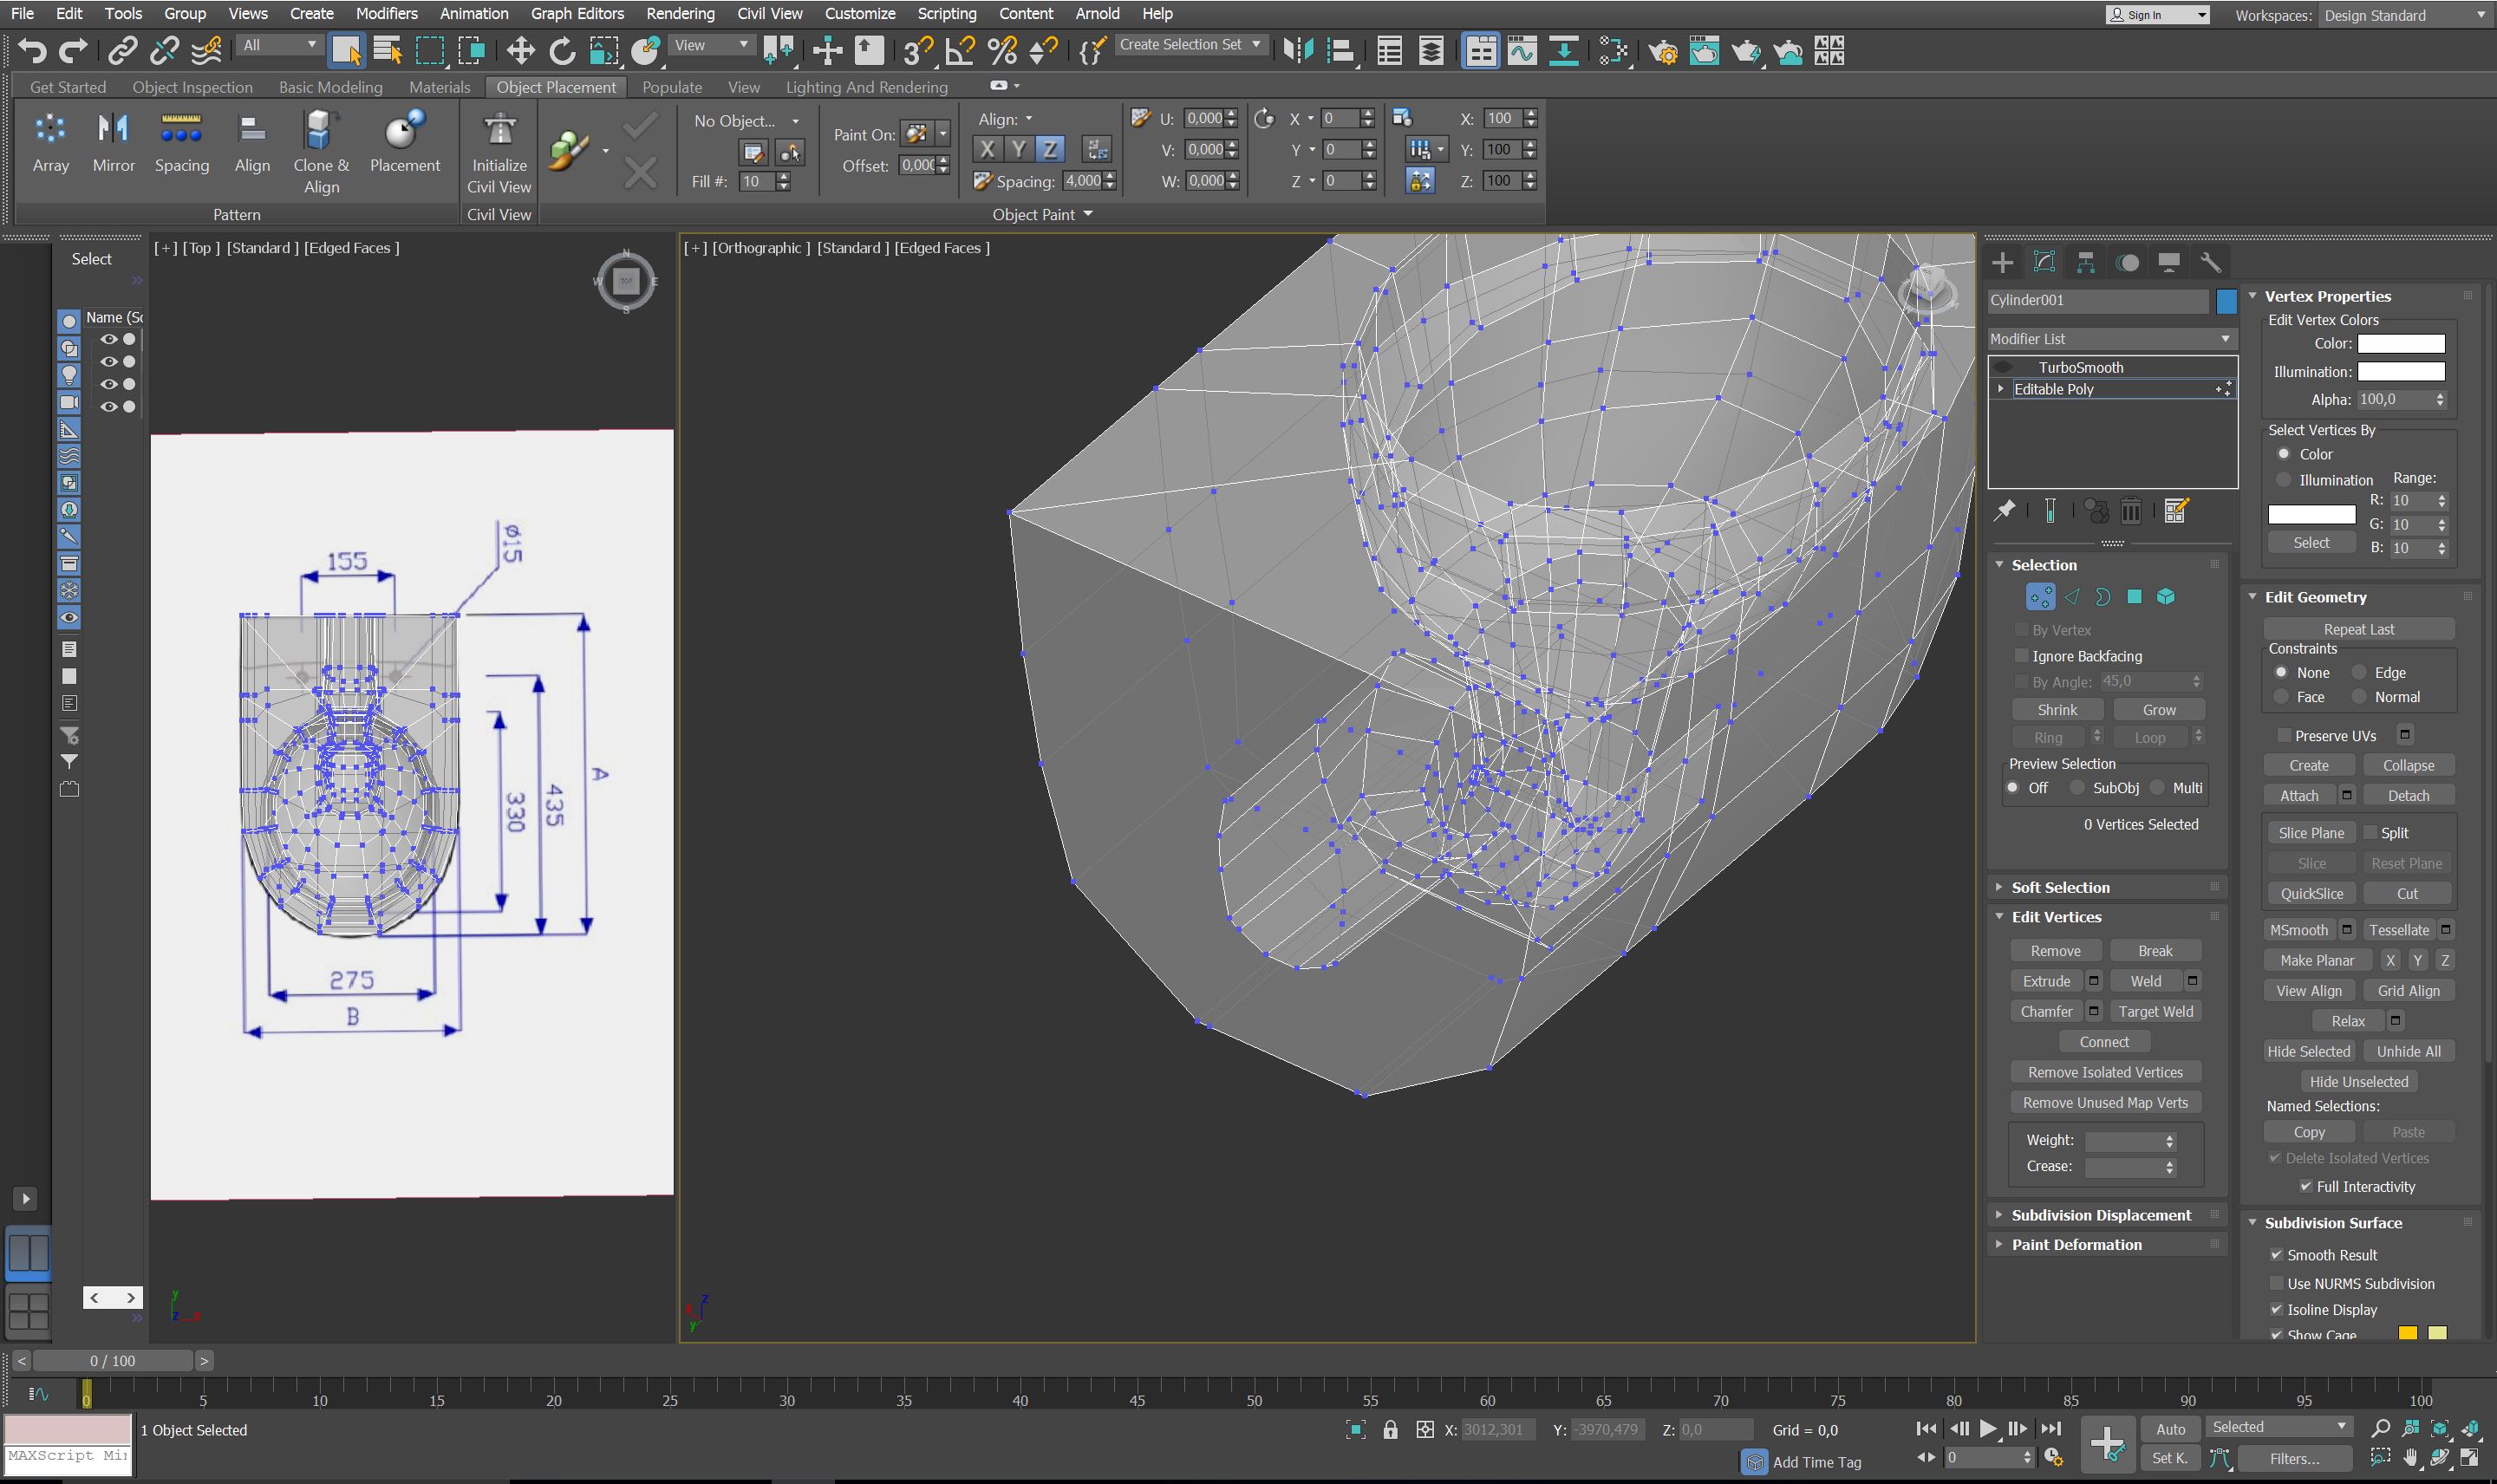 File Edit Tools Group Views Create Modifiers Animation Graph Editors Rendering Civil View Customize Scripting Content Arnold Help
Sign In Workspaces: Design Standard
All View Create Selection Set
Get Started Object Inspection Basic Modeling Materials Object Placement Populate View Lighting And Rendering
Array Mirror Spacing Align Clone & Align Placement
Pattern
Initialize Civil View
Civil View
No Object...
Fill #: 10
Paint On:
Offset: 0,000
Align:
X Y Z
Spacing: 4,000
U: 0,000
V: 0,000
W: 0,000
X 0
Y 0
Z 0
X: 100
Y: 100
Z: 100
Object Paint
Select
Name (So
[+] [Top ] [Standard ] [Edged Faces ]
N
W TOP E
S
155
ø15
A
435
330
275
B
y
z x
[+] [Orthographic ] [Standard ] [Edged Faces ]
z
x
y
Cylinder001
Modifier List
TurboSmooth
Editable Poly
Selection
By Vertex
Ignore Backfacing
By Angle: 45,0
Shrink Grow
Ring Loop
Preview Selection
Off SubObj Multi
0 Vertices Selected
Soft Selection
Edit Vertices
Remove Break
Extrude Weld
Chamfer Target Weld
Connect
Remove Isolated Vertices
Remove Unused Map Verts
Weight:
Crease:
Subdivision Displacement
Paint Deformation
Vertex Properties
Edit Vertex Colors
Color:
Illumination:
Alpha: 100,0
Select Vertices By
Color
Illumination Range:
R: 10
G: 10
Select B: 10
Edit Geometry
Repeat Last
Constraints
None Edge
Face Normal
Preserve UVs
Create Collapse
Attach Detach
Slice Plane Split
Slice Reset Plane
QuickSlice Cut
MSmooth Tessellate
Make Planar X Y Z
View Align Grid Align
Relax
Hide Selected Unhide All
Hide Unselected
Named Selections:
Copy Paste
Delete Isolated Vertices
Full Interactivity
Subdivision Surface
Smooth Result
Use NURMS Subdivision
Isoline Display
Show Cage
< 0 / 100 >
0 5 10 15 20 25 30 35 40 45 50 55 60 65 70 75 80 85 90 95 100
1 Object Selected
MAXScript Mi
X: 3012,301 Y: -3970,479 Z: 0,0 Grid = 0,0
Add Time Tag
0
Auto Selected
Set K. Filters...